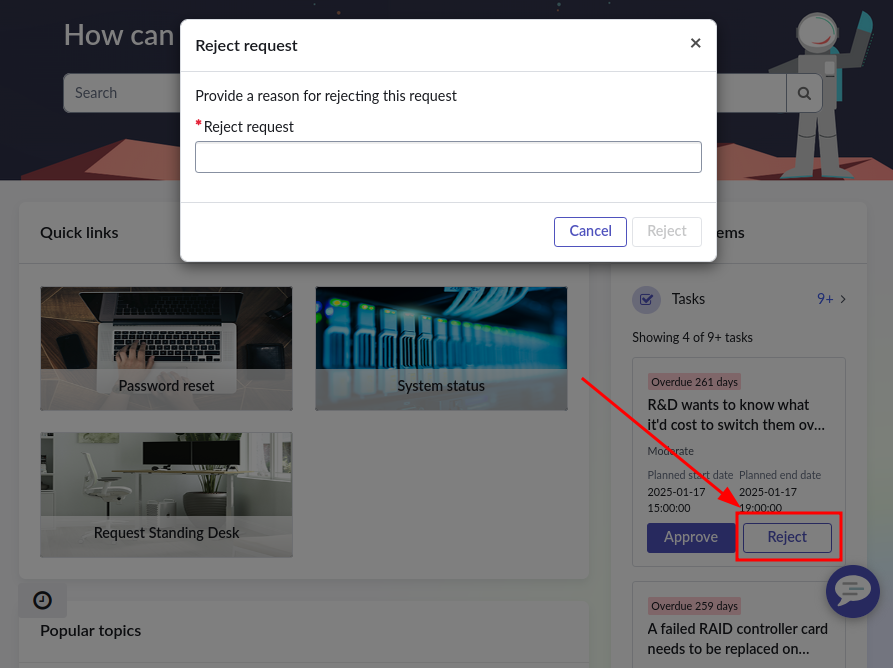 How can
Search
Reject request
×
Provide a reason for rejecting this request
* Reject request
Cancel
Reject
Quick links
ems
Password reset
System status
Request Standing Desk
Popular topics
Tasks
9+
Showing 4 of 9+ tasks
Overdue 261 days
R&D wants to know what
it'd cost to switch them ov...
Moderate
Planned start date Planned end date
2025-01-17 2025-01-17
15:00:00 19:00:00
Approve Reject
Overdue 259 days
A failed RAID controller card
needs to be replaced on...